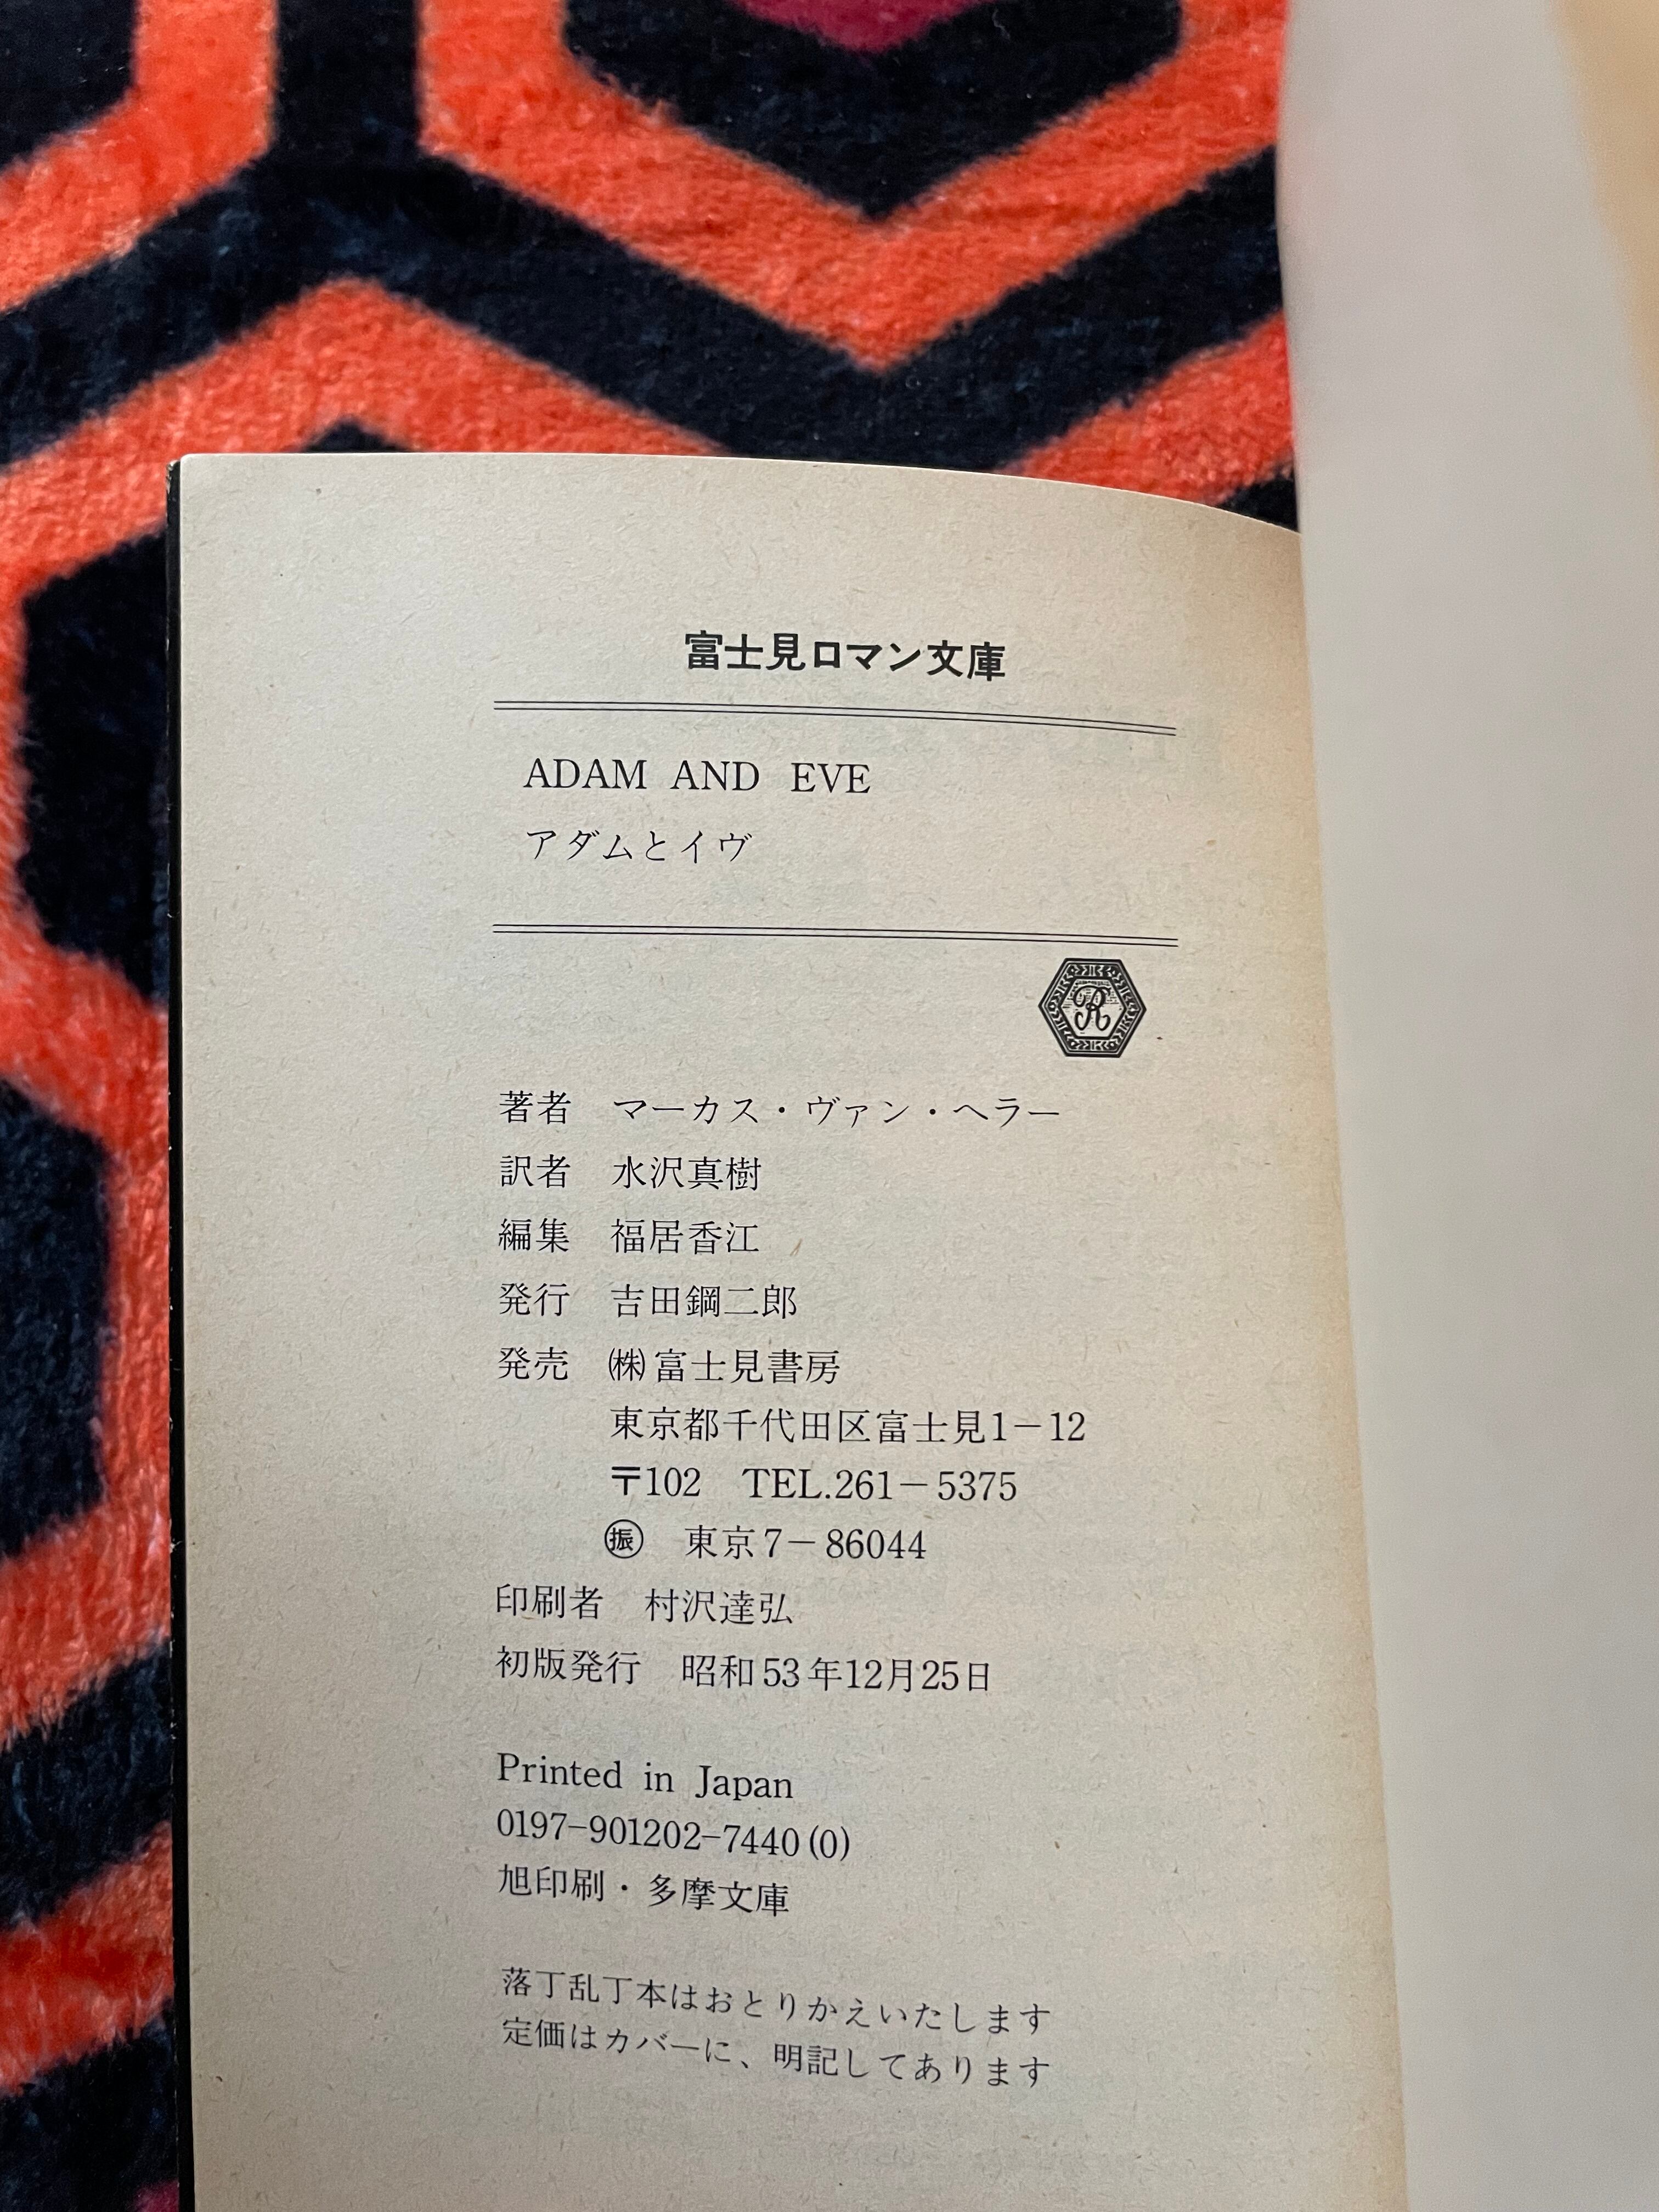 富士見ロマン文庫
ADAM AND EVE
アダムとイヴ
R
著者　マーカス・ヴァン・ヘラー
訳者　水沢真樹
編集　福居香江
発行　吉田鋼二郎
発売　㈱富士見書房
東京都千代田区富士見1－12
〒102　TEL.261－5375
㊞　東京7－86044
印刷者　村沢達弘
初版発行　昭和53年12月25日
Printed in Japan
0197-901202-7440(0)
旭印刷・多摩文庫
落丁乱丁本はおとりかえいたします
定価はカバーに、明記してあります